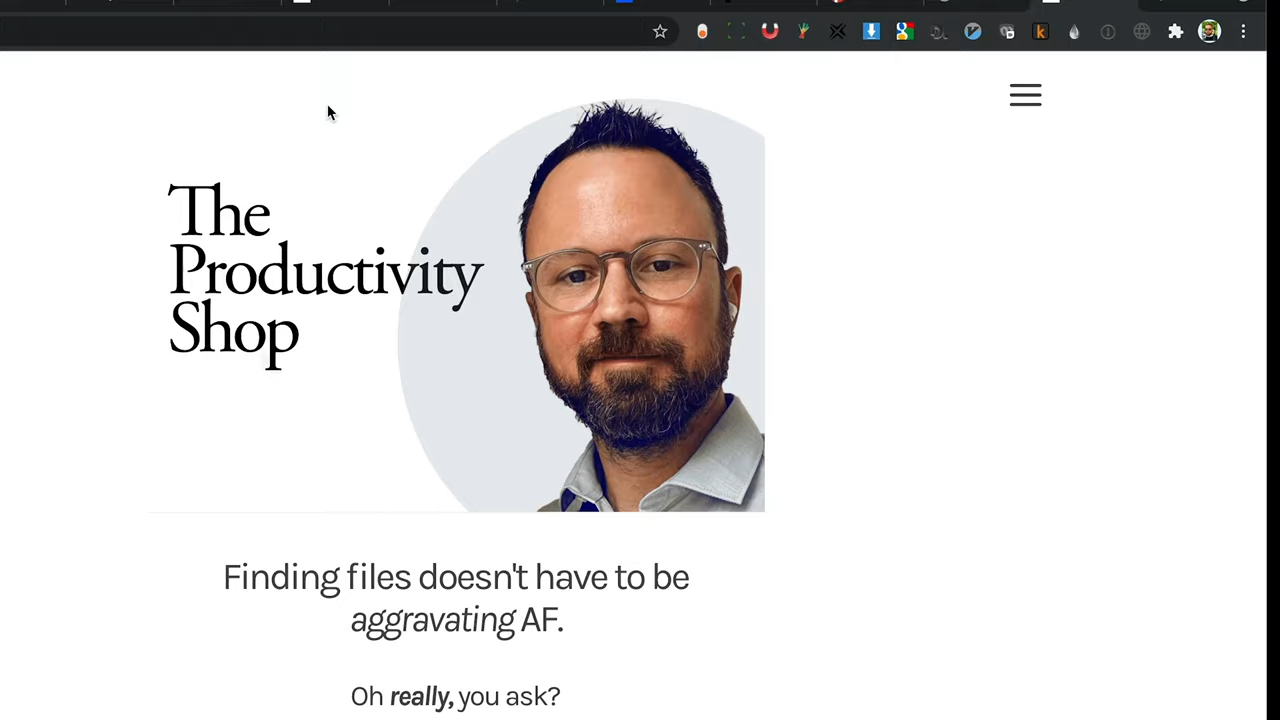 The
Productivity
Shop
Finding files doesn't have to be
aggravating AF.
Oh really, you ask?